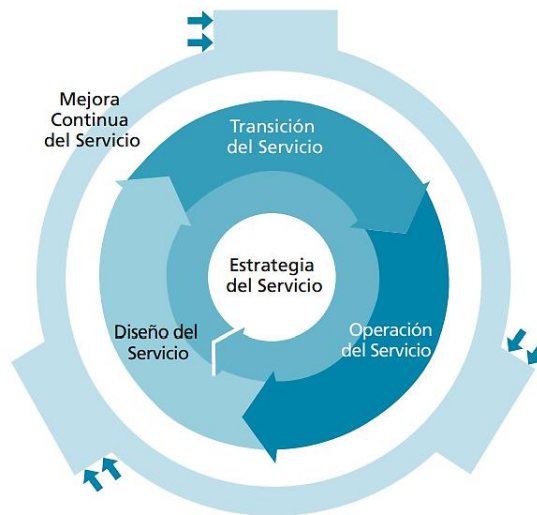 Mejora
Continua
del Servicio
Transición
del Servicio
Estrategia
del Servicio
Diseño del
Servicio
Operación
del Servicio